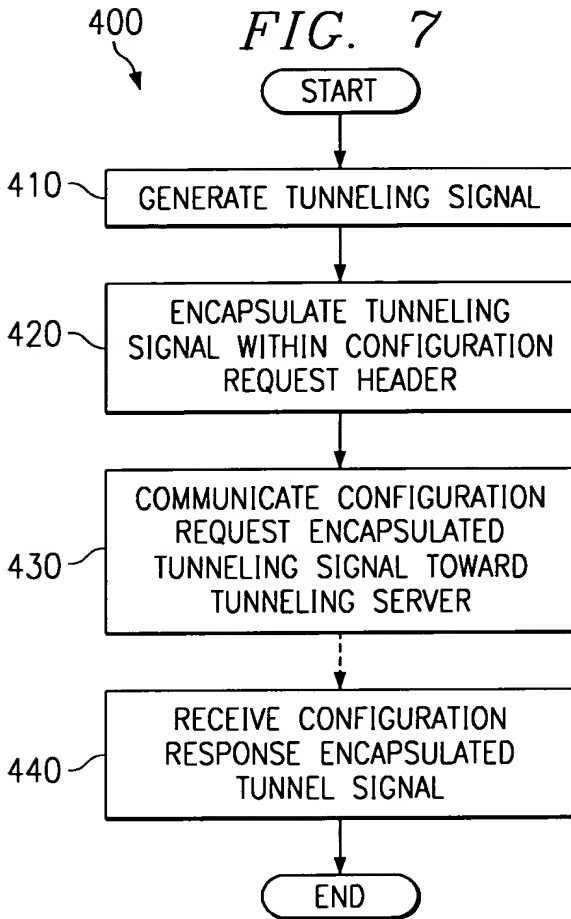 400
FIG. 7
START
410
GENERATE TUNNELING SIGNAL
420
ENCAPSULATE TUNNELING
SIGNAL WITHIN CONFIGURATION
REQUEST HEADER
430
COMMUNICATE CONFIGURATION
REQUEST ENCAPSULATED
TUNNELING SIGNAL TOWARD
TUNNELING SERVER
440
RECEIVE CONFIGURATION
RESPONSE ENCAPSULATED
TUNNEL SIGNAL
END